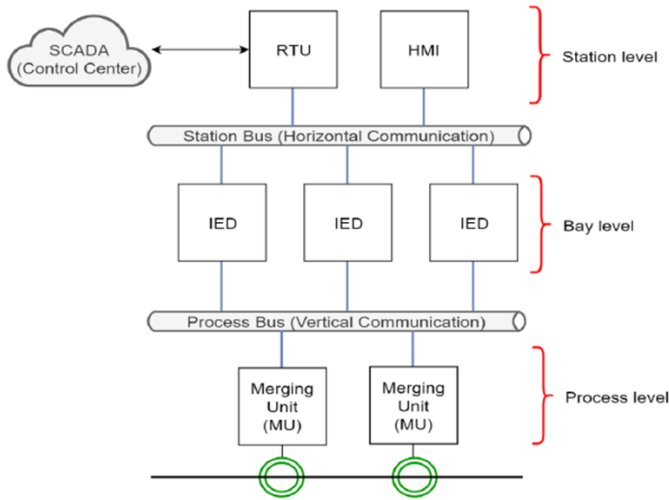 SCADA
(Control Center)
RTU
HMI
Station level
Station Bus (Horizontal Communication)
IED
IED
IED
Bay level
Process Bus (Vertical Communication)
Merging
Unit
(MU)
Merging
Unit
(MU)
Process level